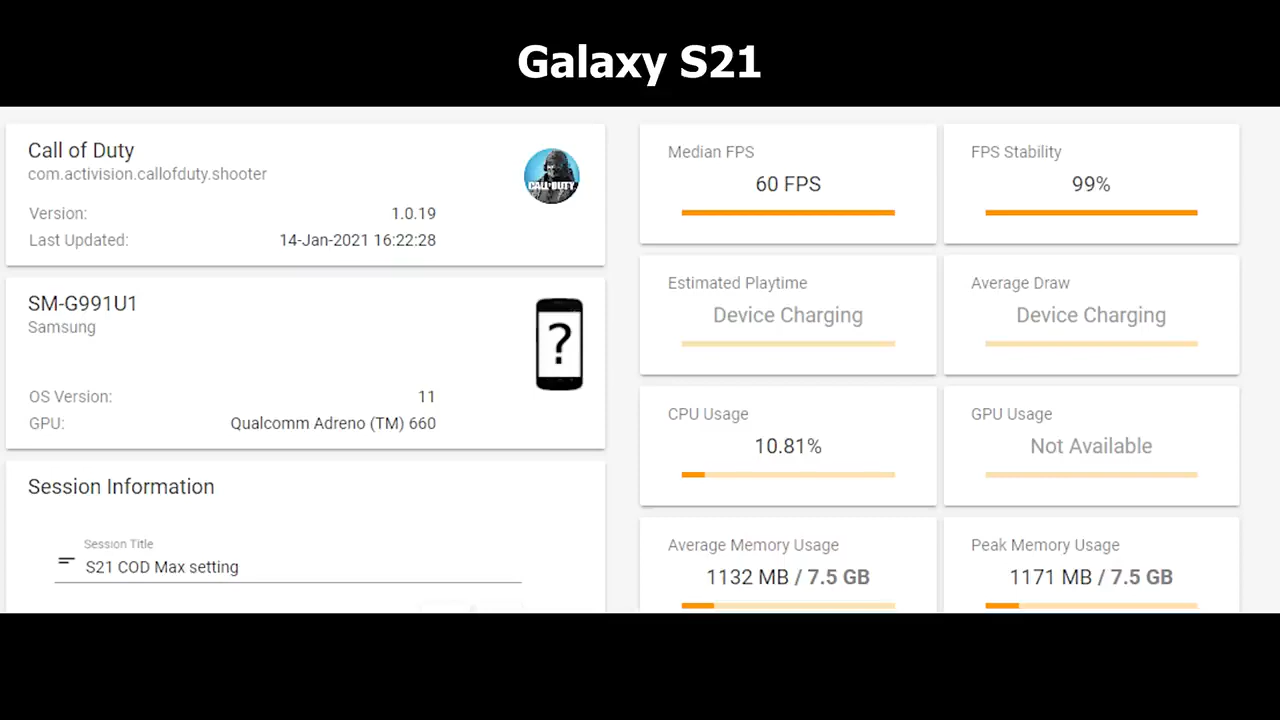 Galaxy S21
Call of Duty
com.activision.callofduty.shooter
CALL OF DUTY
Version: 1.0.19
Last Updated: 14-Jan-2021 16:22:28
SM-G991U1
Samsung
?
OS Version: 11
GPU: Qualcomm Adreno (TM) 660
Session Information
Session Title
S21 COD Max setting
Median FPS
60 FPS
FPS Stability
99%
Estimated Playtime
Device Charging
Average Draw
Device Charging
CPU Usage
10.81%
GPU Usage
Not Available
Average Memory Usage
1132 MB / 7.5 GB
Peak Memory Usage
1171 MB / 7.5 GB